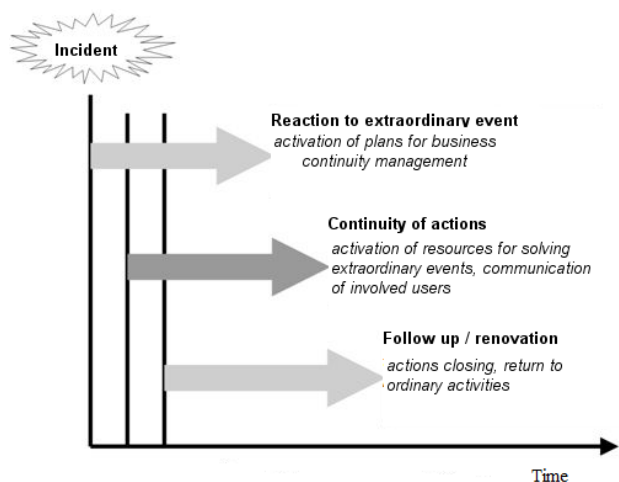 Incident
Reaction to extraordinary event
activation of plans for business
continuity management
Continuity of actions
activation of resources for solving
extraordinary events, communication
of involved users
Follow up / renovation
actions closing, return to
ordinary activities
Time